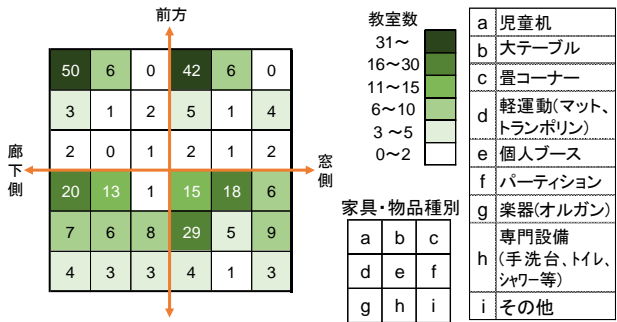 前方
廊下側
窓側
50 6 0 42 6 0
3 1 2 5 1 4
2 0 1 2 1 2
20 13 1 15 18 6
7 6 8 29 5 9
4 3 3 4 1 3
教室数
31～
16～30
11～15
6～10
3～5
0～2
家具・物品種別
a b c
d e f
g h i
a 児童机
b 大テーブル
c 畳コーナー
d 軽運動(マット、
トランポリン)
e 個人ブース
f パーティション
g 楽器(オルガン)
h 専門設備
(手洗台、トイレ、
シャワー等)
i その他